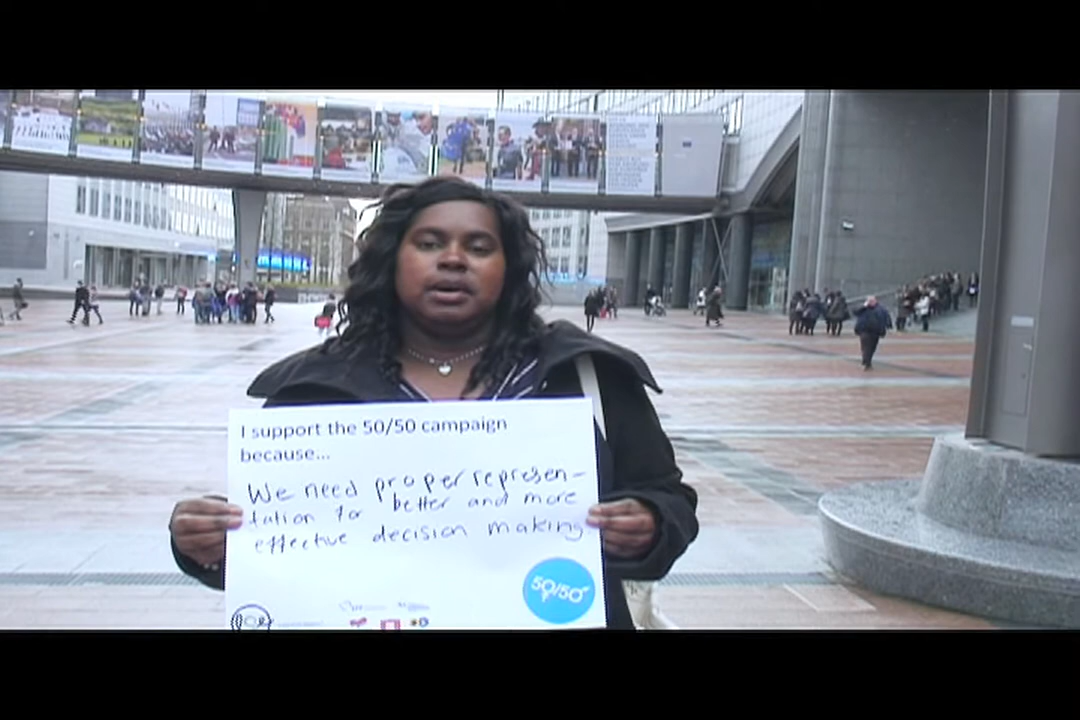 I support the 50/50 campaign
because...
We need proper represen-
tation for better and more
effective decision making
50/50